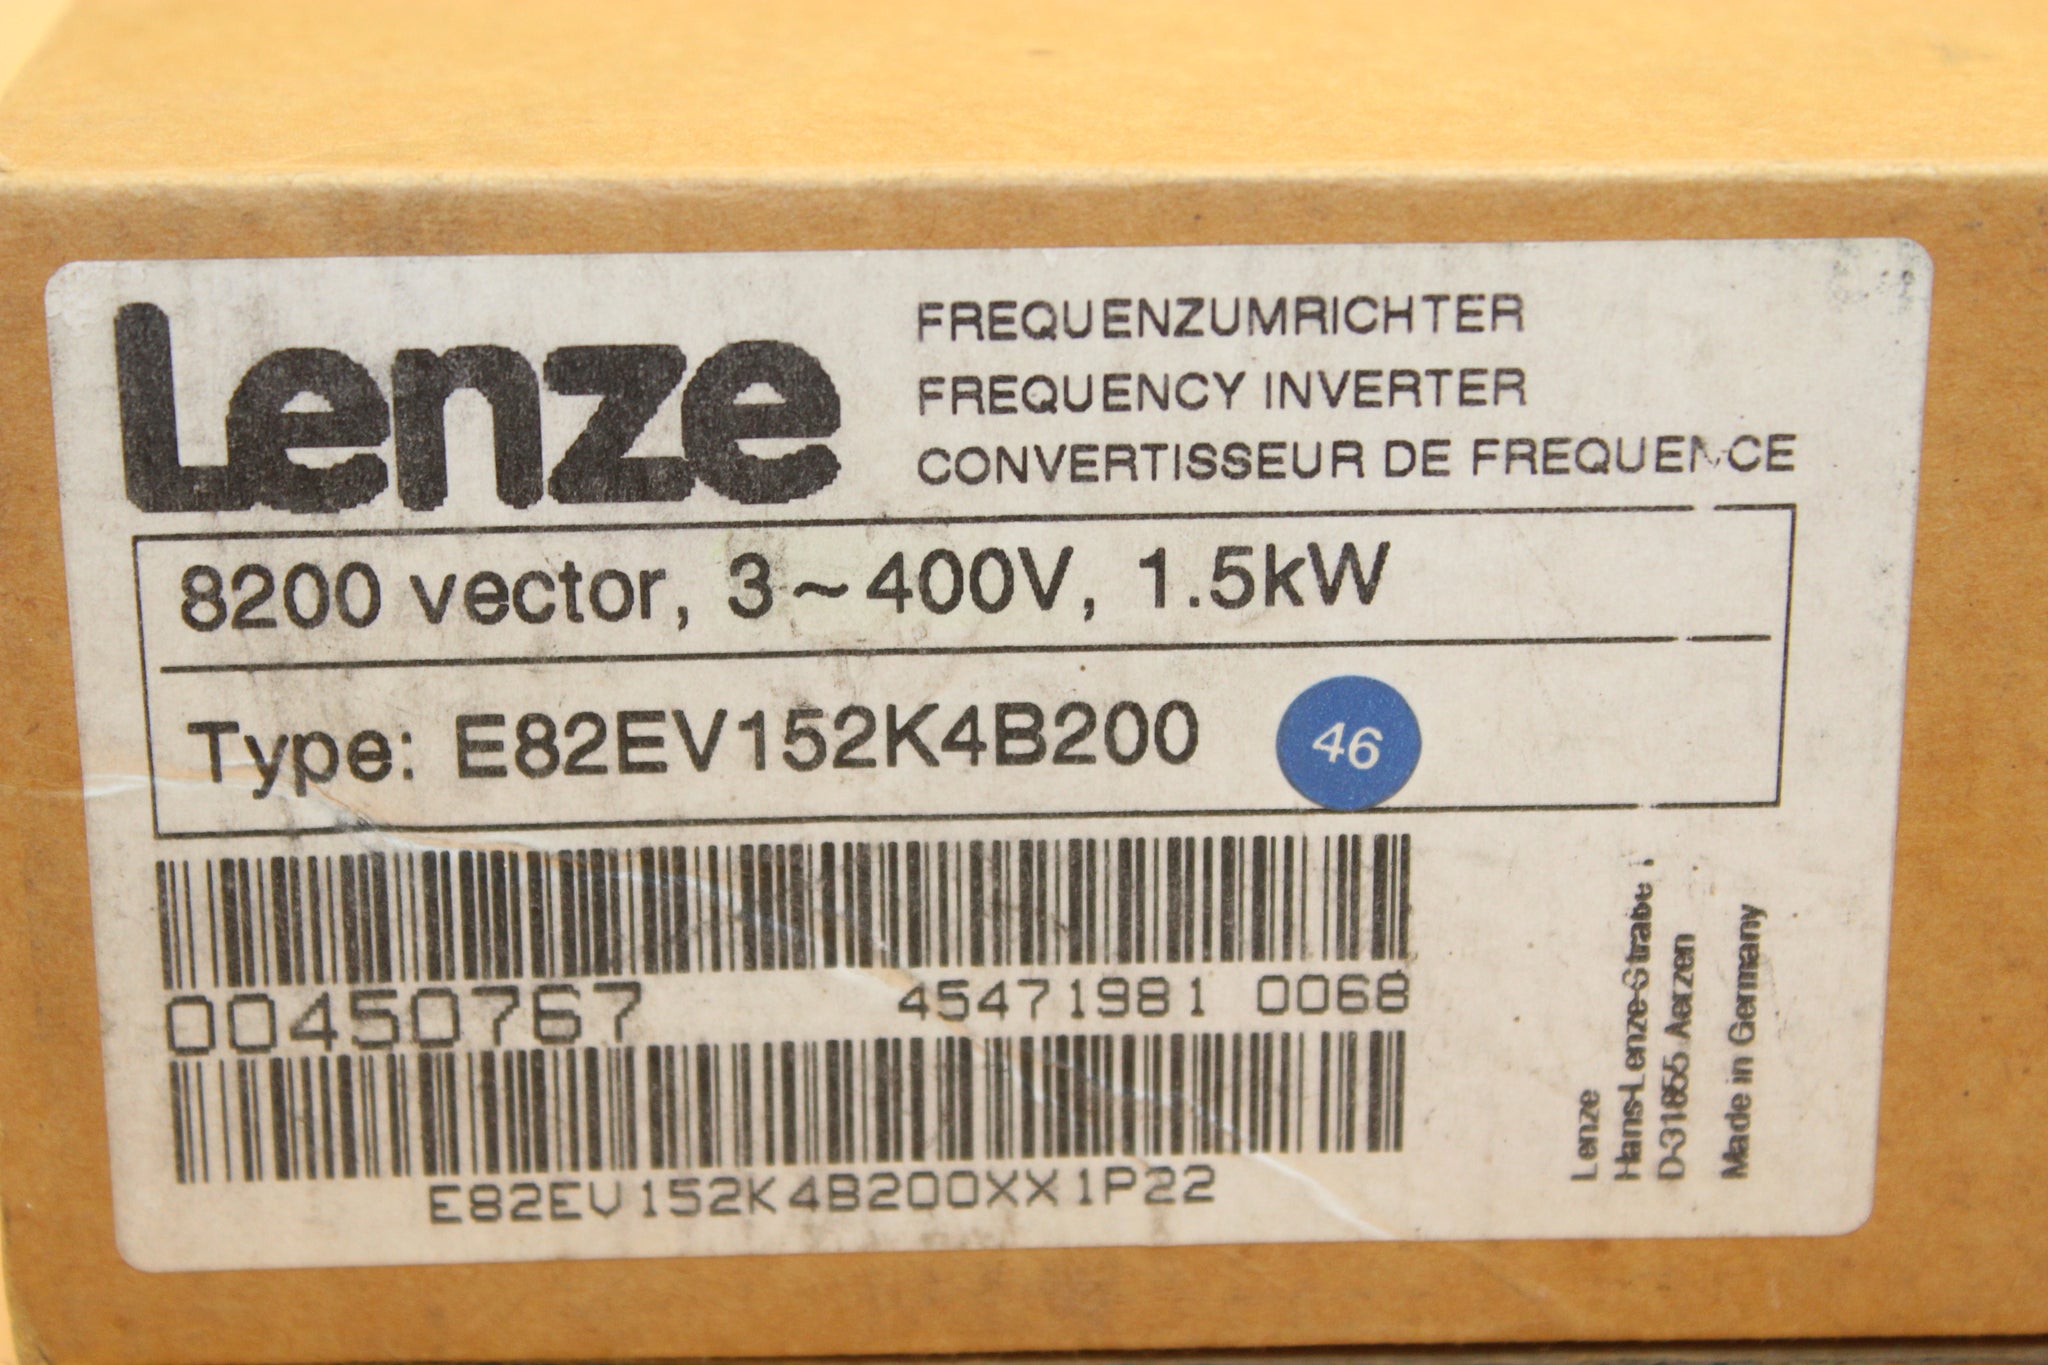 Lenze
FREQUENZUMRICHTER
FREQUENCY INVERTER
CONVERTISSEUR DE FREQUENCE
8200 vector, 3~400V, 1.5kW
Type: E82EV152K4B200
46
00450767 45471981 0068
E82EV152K4B200XX1P22
Lenze
Hans-Lenze-Straße
D-31855 Aerzen
Made in Germany